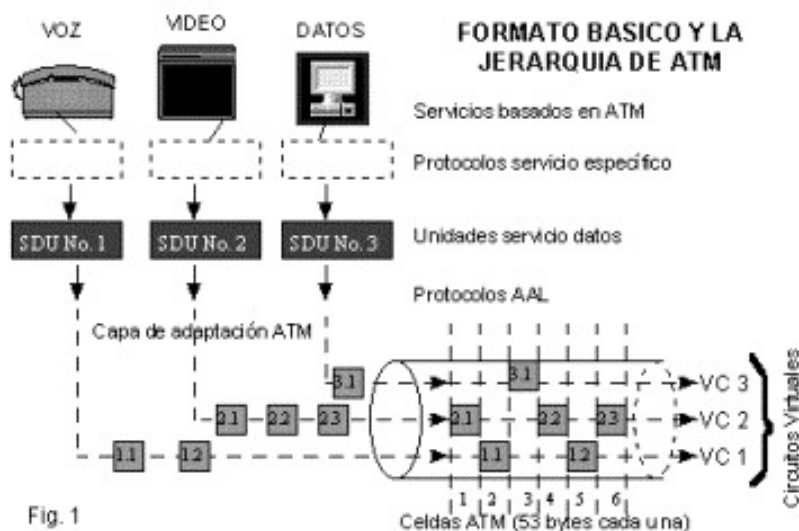 VOZ
VIDEO
DATOS
FORMATO BASICO Y LA
JERARQUIA DE ATM
Servicios basados en ATM
Protocolos servicio específico
SDU No. 1
SDU No. 2
SDU No. 3
Unidades servicio datos
Protocolos AAL
Capa de adaptación ATM
3.1
3.1
VC 3
2.1
2.2
2.3
2.1
2.2
2.3
VC 2
1.1
1.2
1.1
1.2
VC 1
Circuitos Virtuales
1 2 3 4 5 6
Fig. 1
Celdas ATM (53 bytes cada una)